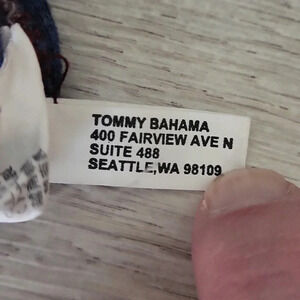 TOMMY BAHAMA
400 FAIRVIEW AVE N
SUITE 488
SEATTLE,WA 98109